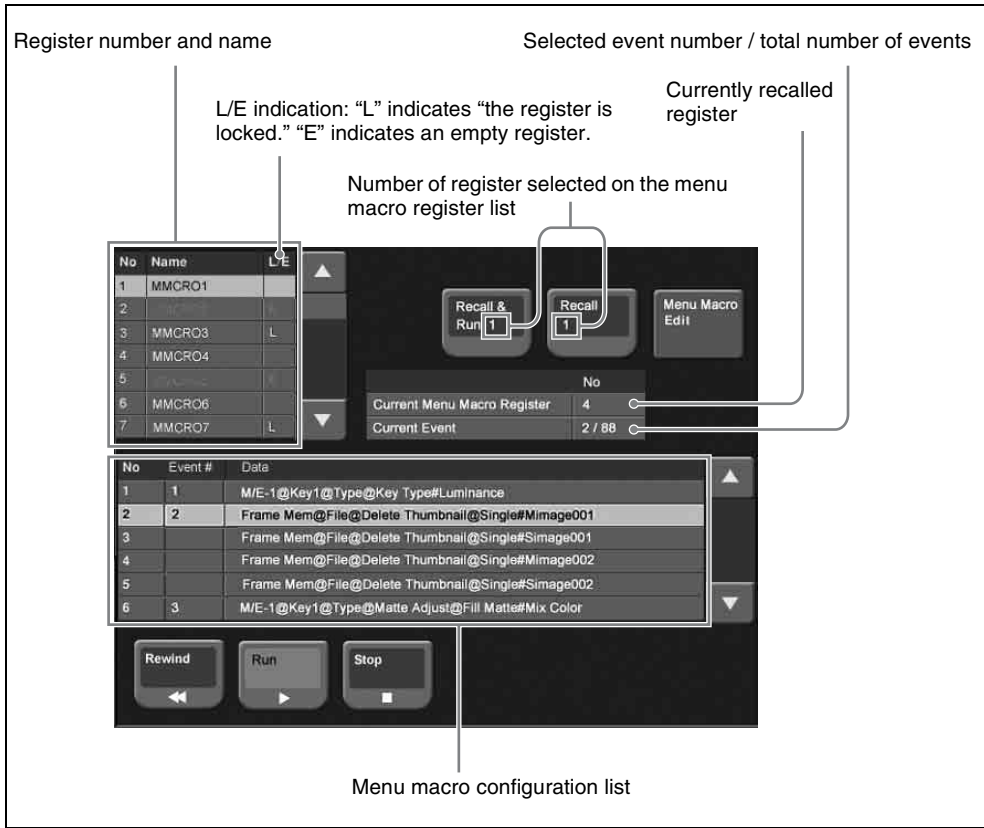 Register number and name
Selected event number / total number of events
Currently recalled
register
L/E indication: “L” indicates “the register is
locked.” “E” indicates an empty register.
Number of register selected on the menu
macro register list
No Name L/E
1 MMCRO1
2
3 MMCRO3 L
4 MMCRO4
5
6 MMCRO6
7 MMCRO7 L
Recall &
Run 1
Recall
1
Menu Macro
Edit
No
Current Menu Macro Register 4
Current Event 2 / 88
No Event # Data
1 1 M/E-1@Key1@Type@Key Type#Luminance
2 2 Frame Mem@File@Delete Thumbnail@Single#Mimage001
3 Frame Mem@File@Delete Thumbnail@Single#Simage001
4 Frame Mem@File@Delete Thumbnail@Single#Mimage002
5 Frame Mem@File@Delete Thumbnail@Single#Simage002
6 3 M/E-1@Key1@Type@Matte Adjust@Fill Matte#Mix Color
Rewind
Run
Stop
Menu macro configuration list